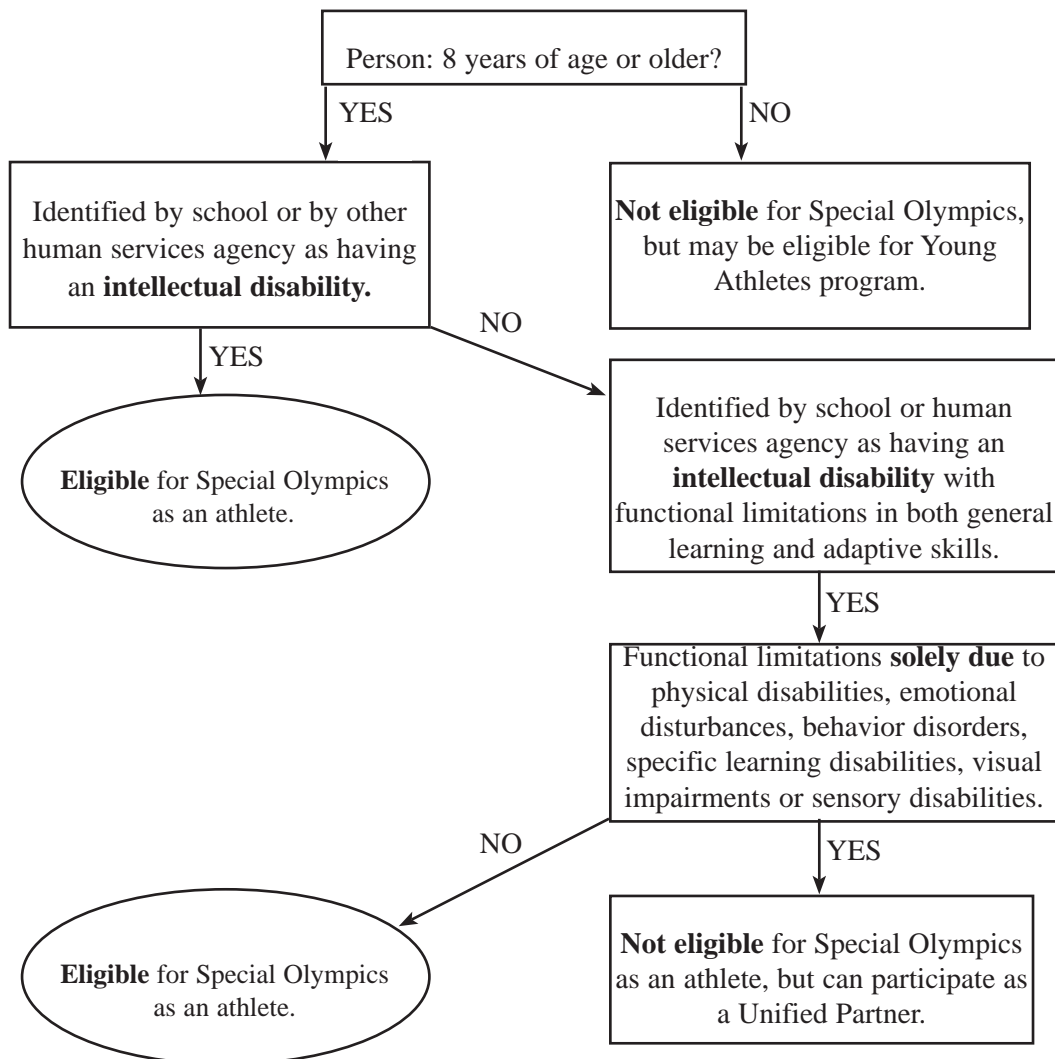 Person: 8 years of age or older?
YES
NO
Identified by school or by other
human services agency as having
an intellectual disability.
Not eligible for Special Olympics,
but may be eligible for Young
Athletes program.
YES
NO
Eligible for Special Olympics
as an athlete.
Identified by school or human
services agency as having an
intellectual disability with
functional limitations in both general
learning and adaptive skills.
YES
Functional limitations solely due to
physical disabilities, emotional
disturbances, behavior disorders,
specific learning disabilities, visual
impairments or sensory disabilities.
NO
YES
Eligible for Special Olympics
as an athlete.
Not eligible for Special Olympics
as an athlete, but can participate as
a Unified Partner.